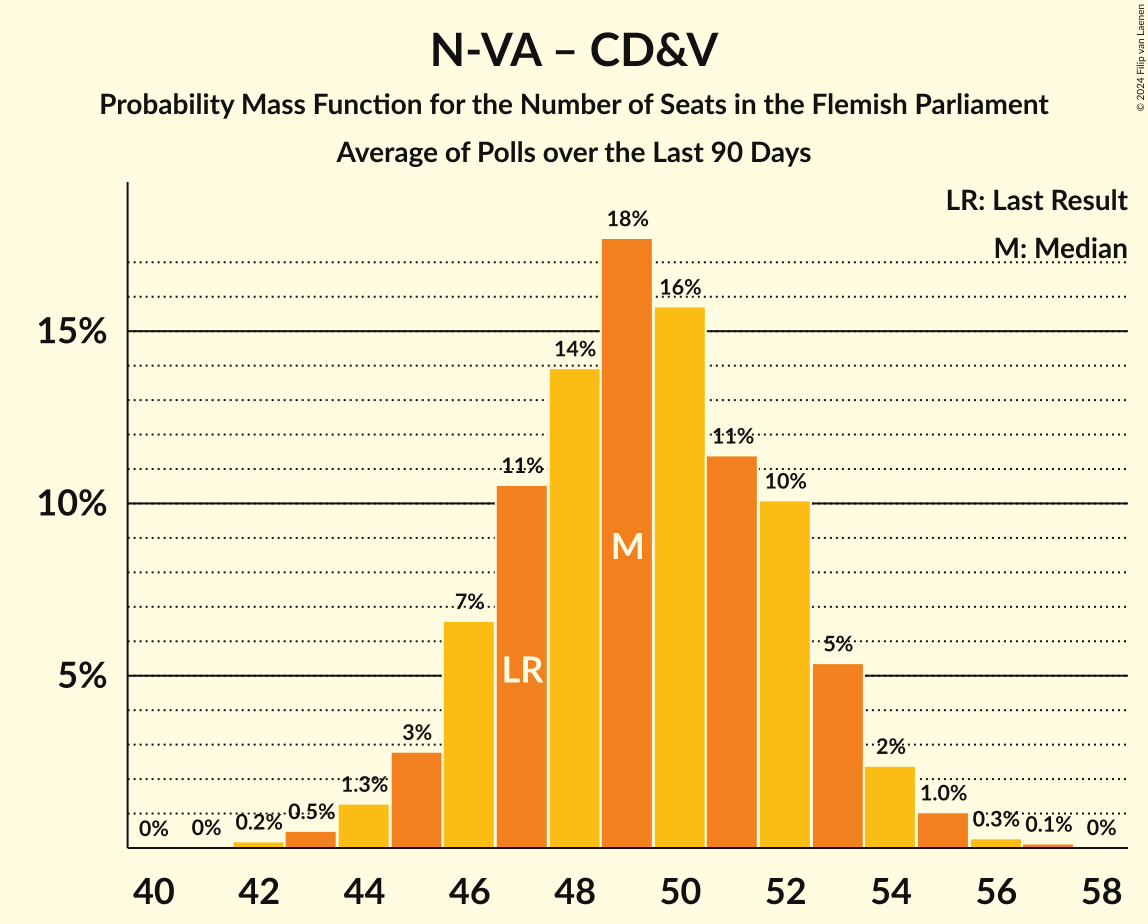 N-VA – CD&V
Probability Mass Function for the Number of Seats in the Flemish Parliament
Average of Polls over the Last 90 Days
© 2024 Filip van Laenen
LR: Last Result
M: Median
18%
16%
15%
14%
11%
11%
10%
10%
M
7%
5%
LR
5%
3%
2%
1.3%
1.0%
0% 0% 0.2% 0.5% 0.3% 0.1% 0%
40 42 44 46 48 50 52 54 56 58